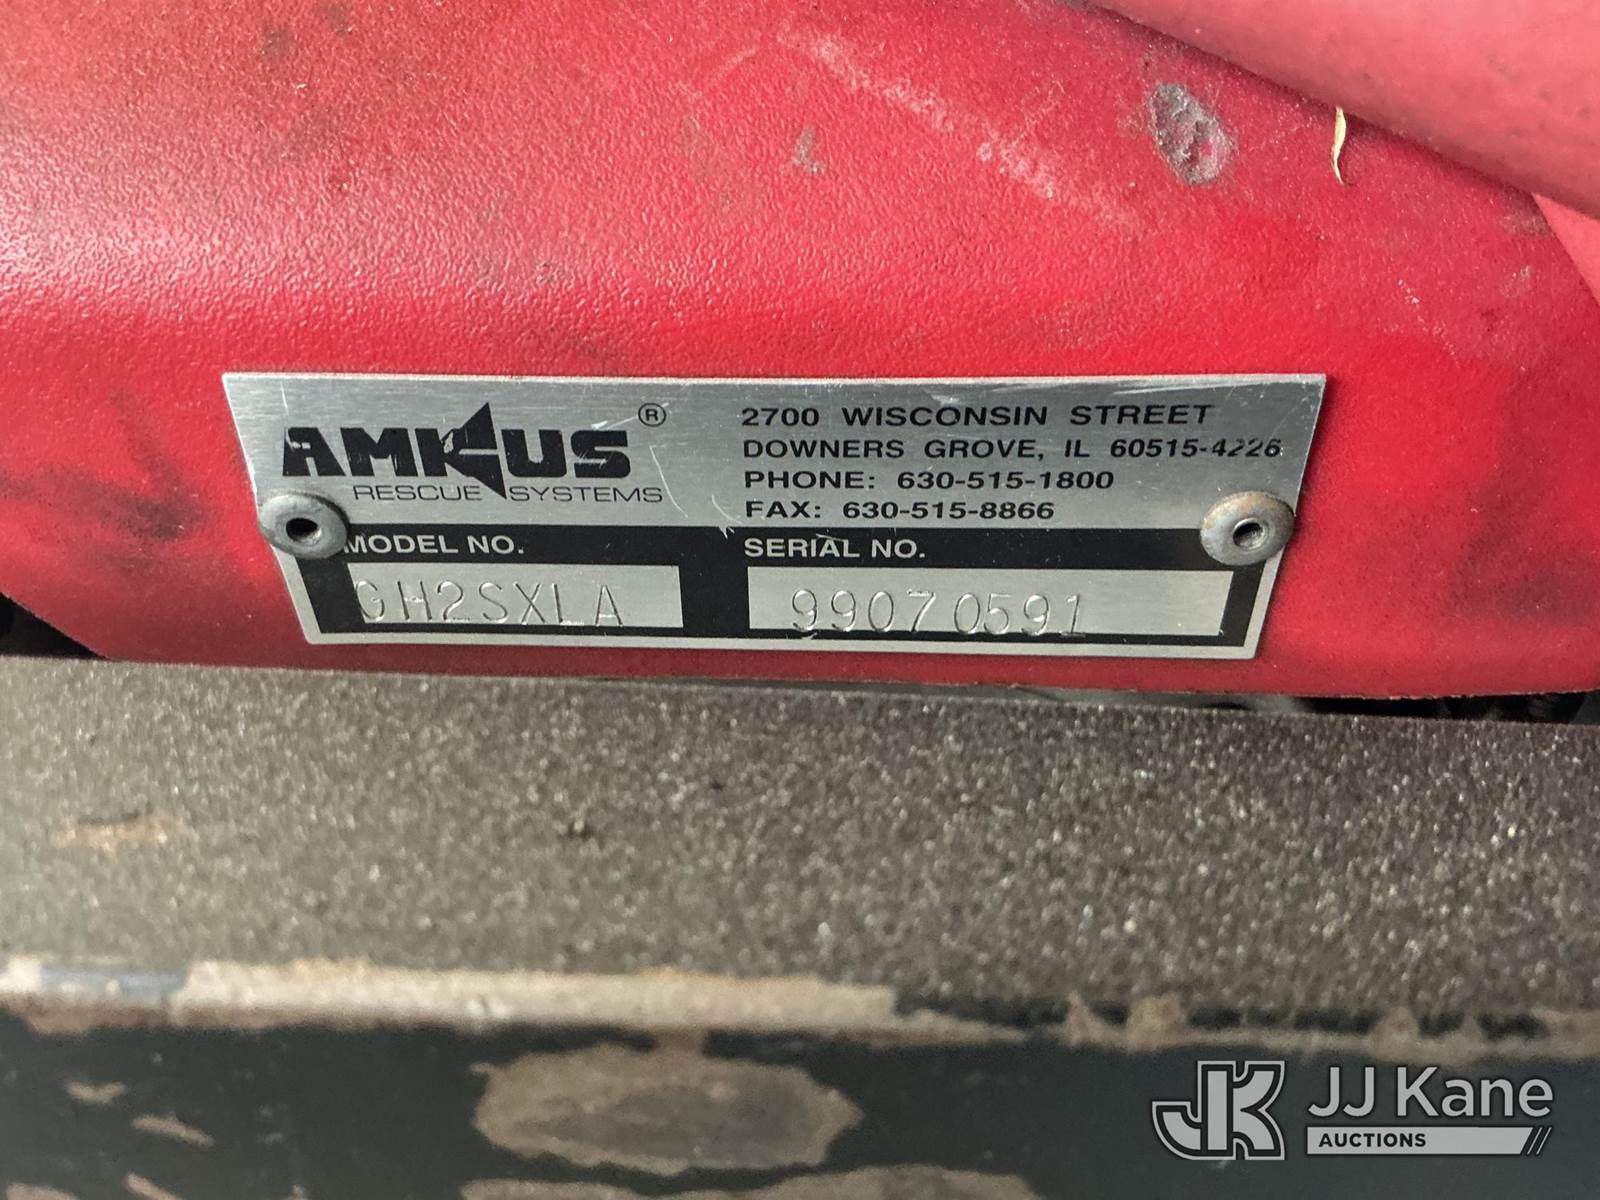 AMKUS®
RESCUE SYSTEMS
2700 WISCONSIN STREET
DOWNERS GROVE, IL 60515-4226
PHONE: 630-515-1800
FAX: 630-515-8866
MODEL NO.
GH2SXLA
SERIAL NO.
99070591
JK JJ Kane
AUCTIONS